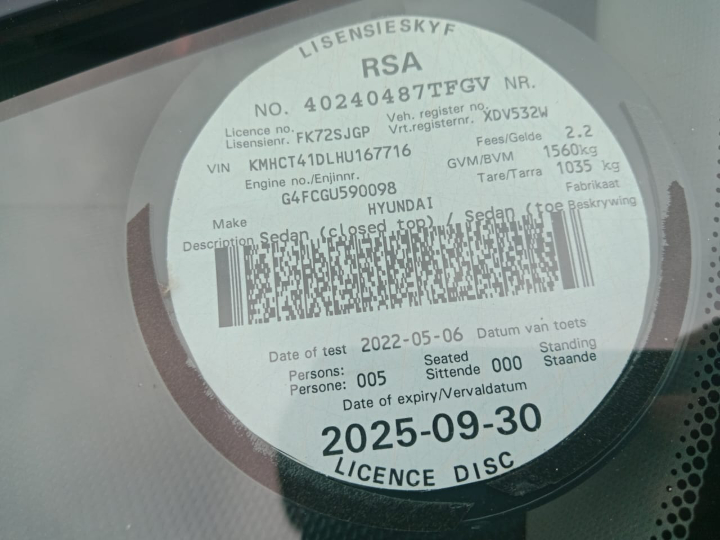 LISENSIESKYF
RSA
NO. 40240487TFGV NR.
Licence no. Veh. register no.
Lisensienr. FK72SJGP Vrt.registernr. XDV532W
VIN KMHCT41DLHU167716 Fees/Gelde 2.2
Engine no./Enjinnr. GVM/BVM 1560kg
G4FCGU590098 Tare/Tarra 1035 kg
Make HYUNDAI Fabrikaat
Description Sedan (closed top) / Sedan (toe Beskrywing
Date of test 2022-05-06 Datum van toets
Persons: Seated Standing
Persone: 005 Sittende 000 Staande
Date of expiry/Vervaldatum
2025-09-30
LICENCE DISC